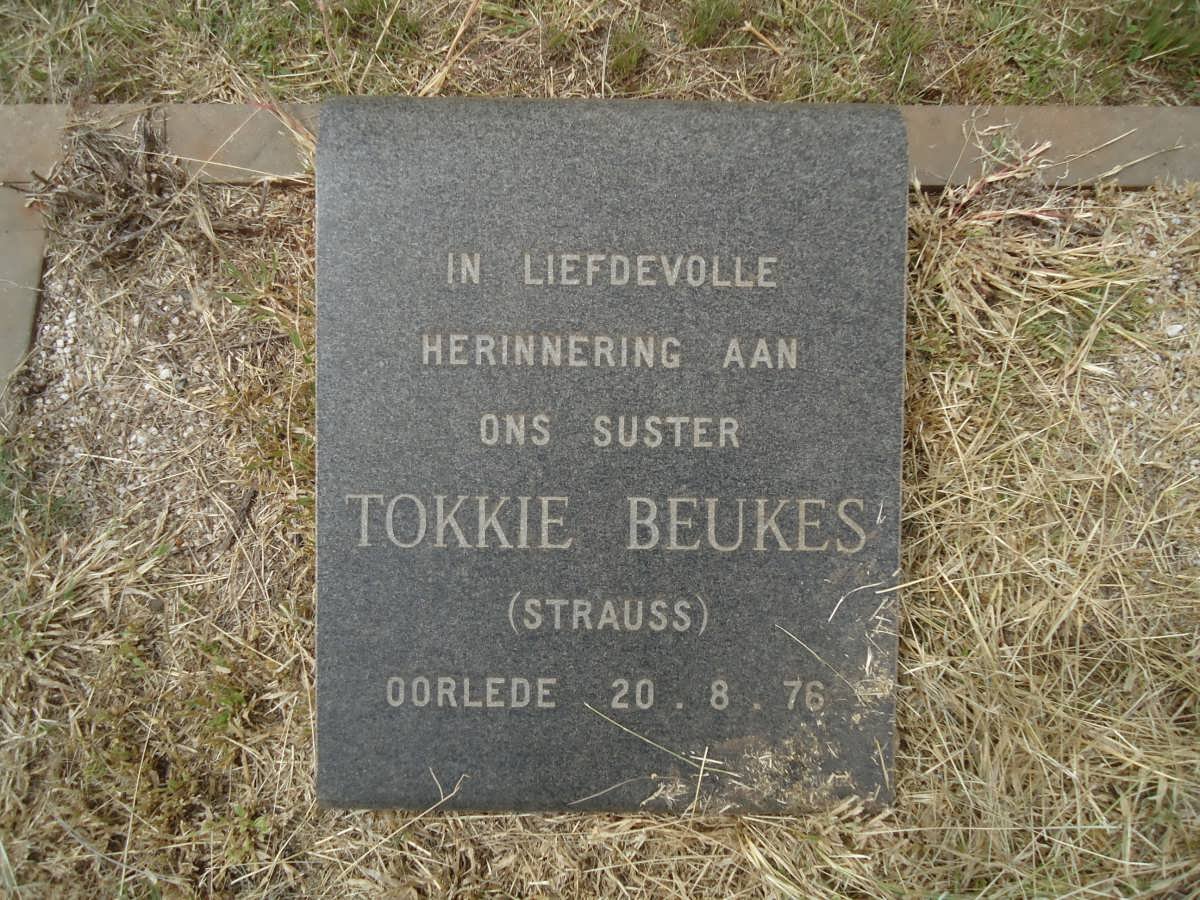 IN LIEFDEVOLLE
HERINNERING AAN
ONS SUSTER
TOKKIE BEUKES
(STRAUSS)
OORLEDE 20 . 8 . 76